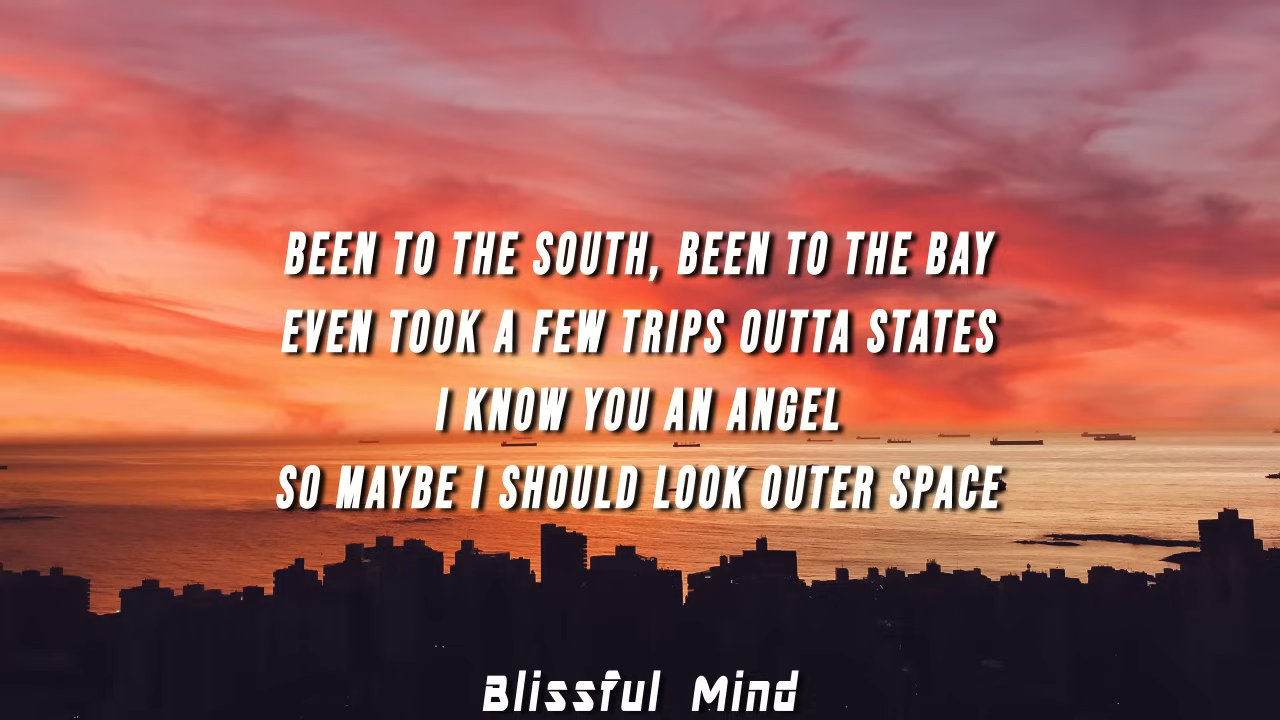 BEEN TO THE SOUTH, BEEN TO THE BAY
EVEN TOOK A FEW TRIPS OUTTA STATES
I KNOW YOU AN ANGEL
SO MAYBE I SHOULD LOOK OUTER SPACE
Blissful Mind